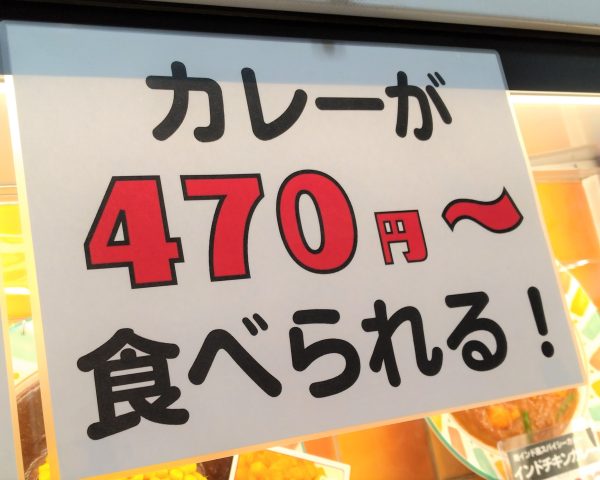 カレーが
470円～
食べられる！
インドチキンカ